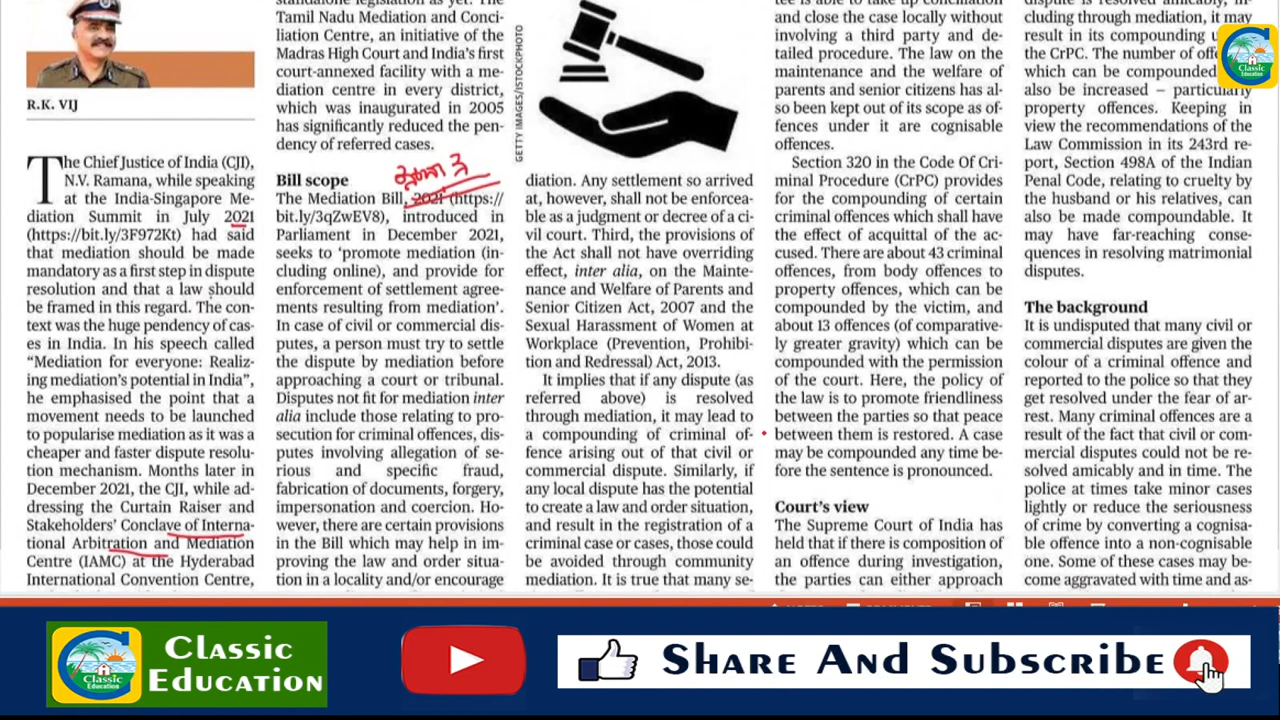 R.K. VIJ
The Chief Justice of India (CJI),
N.V. Ramana, while speaking
at the India-Singapore Me-
diation Summit in July 2021
(https://bit.ly/3F972Kt) had said
that mediation should be made
mandatory as a first step in dispute
resolution and that a law should
be framed in this regard. The con-
text was the huge pendency of cas-
es in India. In his speech called
“Mediation for everyone: Realiz-
ing mediation’s potential in India”,
he emphasised the point that a
movement needs to be launched
to popularise mediation as it was a
cheaper and faster dispute resolu-
tion mechanism. Months later in
December 2021, the CJI, while ad-
dressing the Curtain Raiser and
Stakeholders’ Conclave of Interna-
tional Arbitration and Mediation
Centre (IAMC) at the Hyderabad
International Convention Centre,
standalone legislation as yet. The
Tamil Nadu Mediation and Conci-
liation Centre, an initiative of the
Madras High Court and India’s first
court-annexed facility with a me-
diation centre in every district,
which was inaugurated in 2005
has significantly reduced the pen-
dency of referred cases.
Bill scope
The Mediation Bill, 2021 (https://
bit.ly/3qZwEV8), introduced in
Parliament in December 2021,
seeks to ‘promote mediation (in-
cluding online), and provide for
enforcement of settlement agree-
ments resulting from mediation’.
In case of civil or commercial dis-
putes, a person must try to settle
the dispute by mediation before
approaching a court or tribunal.
Disputes not fit for mediation inter
alia include those relating to pro-
secution for criminal offences, dis-
putes involving allegation of se-
rious and specific fraud,
fabrication of documents, forgery,
impersonation and coercion. Ho-
wever, there are certain provisions
in the Bill which may help in im-
proving the law and order situa-
tion in a locality and/or encourage
GETTY IMAGES/ISTOCKPHOTO
diation. Any settlement so arrived
at, however, shall not be enforcea-
ble as a judgment or decree of a ci-
vil court. Third, the provisions of
the Act shall not have overriding
effect, inter alia, on the Mainte-
nance and Welfare of Parents and
Senior Citizen Act, 2007 and the
Sexual Harassment of Women at
Workplace (Prevention, Prohibi-
tion and Redressal) Act, 2013.
It implies that if any dispute (as
referred above) is resolved
through mediation, it may lead to
a compounding of criminal of-
fence arising out of that civil or
commercial dispute. Similarly, if
any local dispute has the potential
to create a law and order situation,
and result in the registration of a
criminal case or cases, those could
be avoided through community
mediation. It is true that many se-
tee is able to take up conciliation
and close the case locally without
involving a third party and de-
tailed procedure. The law on the
maintenance and the welfare of
parents and senior citizens has al-
so been kept out of its scope as of-
fences under it are cognisable
offences.
Section 320 in the Code Of Cri-
minal Procedure (CrPC) provides
for the compounding of certain
criminal offences which shall have
the effect of acquittal of the ac-
cused. There are about 43 criminal
offences, from body offences to
property offences, which can be
compounded by the victim, and
about 13 offences (of comparative-
ly greater gravity) which can be
compounded with the permission
of the court. Here, the policy of
the law is to promote friendliness
between the parties so that peace
between them is restored. A case
may be compounded any time be-
fore the sentence is pronounced.
Court’s view
The Supreme Court of India has
held that if there is composition of
an offence during investigation,
the parties can either approach
dispute is resolved amicably, in-
cluding through mediation, it may
result in its compounding
the CrPC. The number of
which can be compounded
also be increased – particularly
property offences. Keeping in
view the recommendations of the
Law Commission in its 243rd re-
port, Section 498A of the Indian
Penal Code, relating to cruelty by
the husband or his relatives, can
also be made compoundable. It
may have far-reaching conse-
quences in resolving matrimonial
disputes.
The background
It is undisputed that many civil or
commercial disputes are given the
colour of a criminal offence and
reported to the police so that they
get resolved under the fear of ar-
rest. Many criminal offences are a
result of the fact that civil or com-
mercial disputes could not be re-
solved amicably and in time. The
police at times take minor cases
lightly or reduce the seriousness
of crime by converting a cognisa-
ble offence into a non-cognisable
one. Some of these cases may be-
come aggravated with time and as-
Classic
Education
Classic
Education
Classic
Education
Share And Subscribe